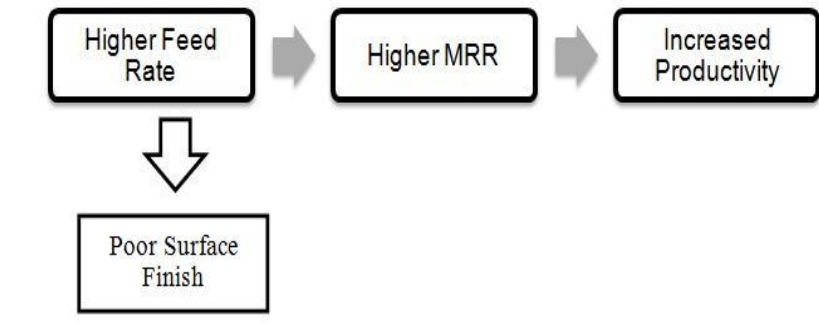 Higher Feed
Rate
Higher MRR
Increased
Productivity
Poor Surface
Finish